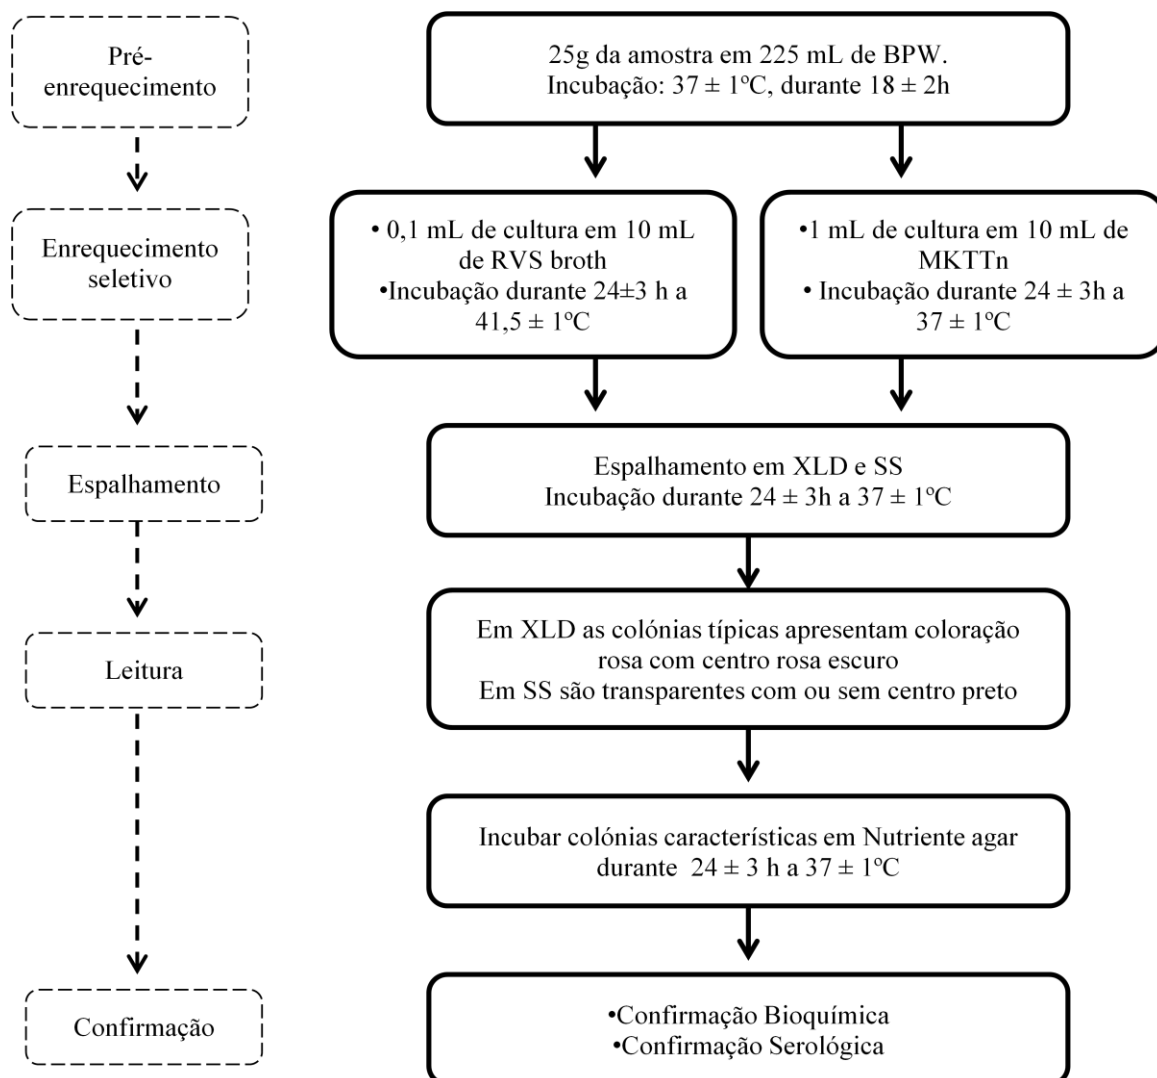 Pré-
enrequecimento
25g da amostra em 225 mL de BPW.
Incubação: 37 ± 1ºC, durante 18 ± 2h
Enrequecimento
seletivo
• 0,1 mL de cultura em 10 mL
de RVS broth
•Incubação durante 24±3 h a
41,5 ± 1ºC
•1 mL de cultura em 10 mL de
MKTTn
• Incubação durante 24 ± 3h a
37 ± 1ºC
Espalhamento
Espalhamento em XLD e SS
Incubação durante 24 ± 3h a 37 ± 1ºC
Leitura
Em XLD as colónias típicas apresentam coloração
rosa com centro rosa escuro
Em SS são transparentes com ou sem centro preto
Incubar colónias características em Nutriente agar
durante  24 ± 3 h a 37 ± 1ºC
Confirmação
•Confirmação Bioquímica
•Confirmação Serológica